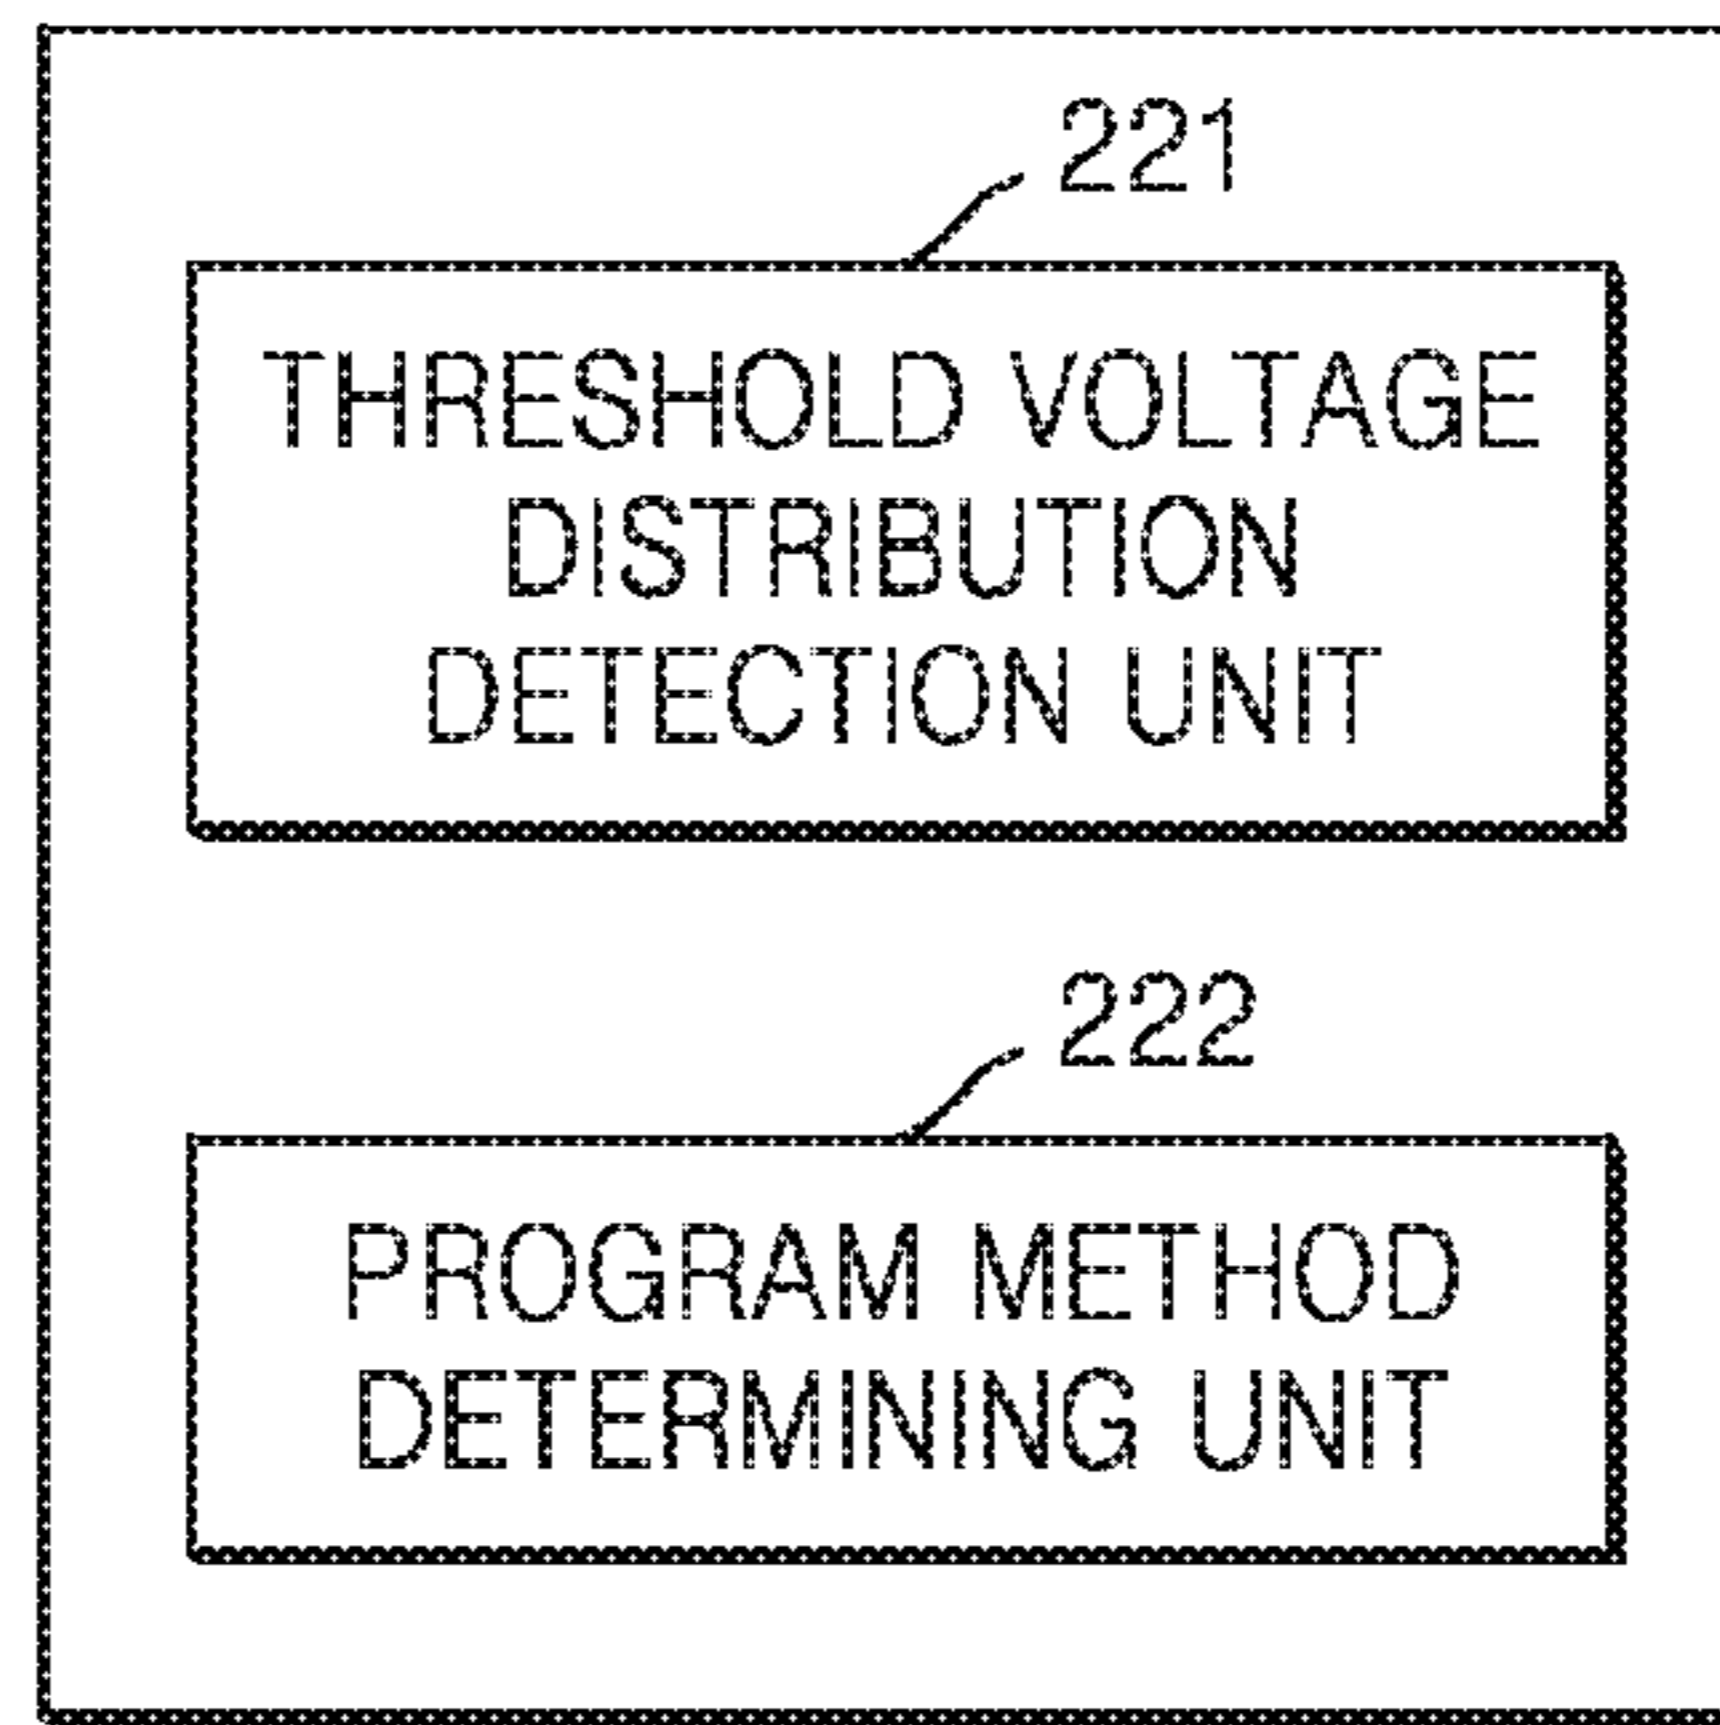 221
THRESHOLD VOLTAGE
DISTRIBUTION
DETECTION UNIT
222
PROGRAM METHOD
DETERMINING UNIT